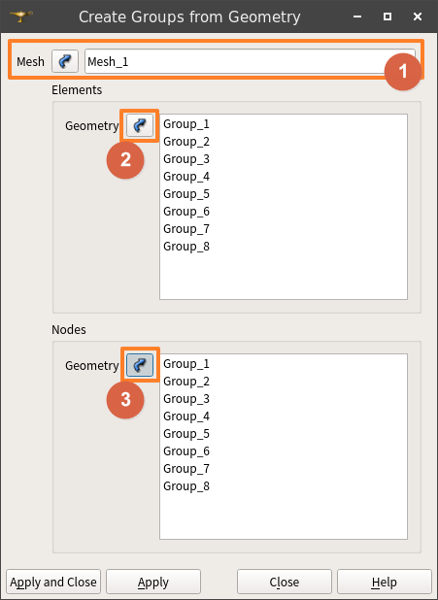 Create Groups from Geometry
Mesh Mesh_1
1
Elements
Geometry
2
Group_1
Group_2
Group_3
Group_4
Group_5
Group_6
Group_7
Group_8
Nodes
Geometry
3
Group_1
Group_2
Group_3
Group_4
Group_5
Group_6
Group_7
Group_8
Apply and Close Apply Close Help